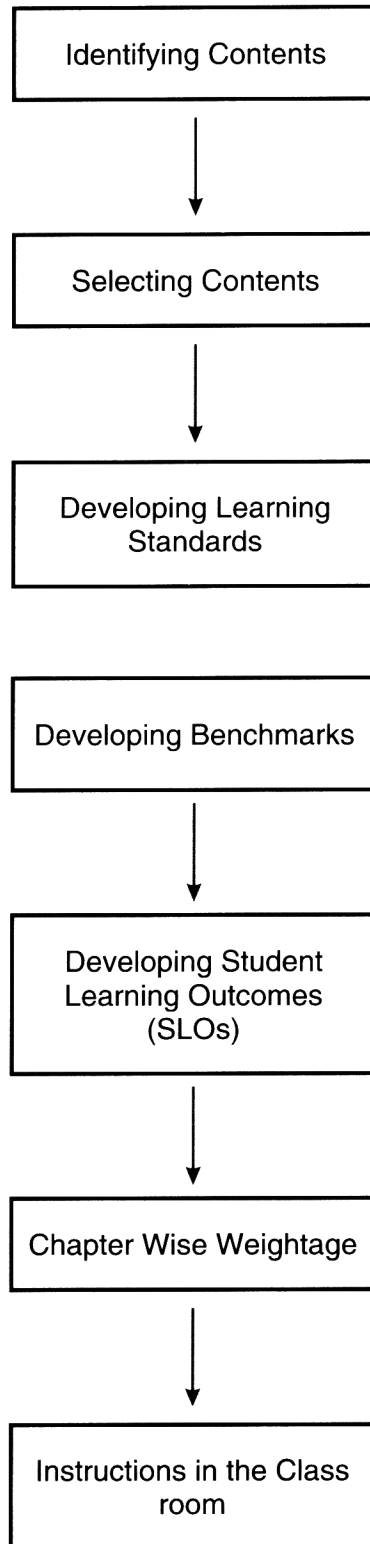 Identifying Contents
Selecting Contents
Developing Learning
Standards
Developing Benchmarks
Developing Student
Learning Outcomes
(SLOs)
Chapter Wise Weightage
Instructions in the Class
room